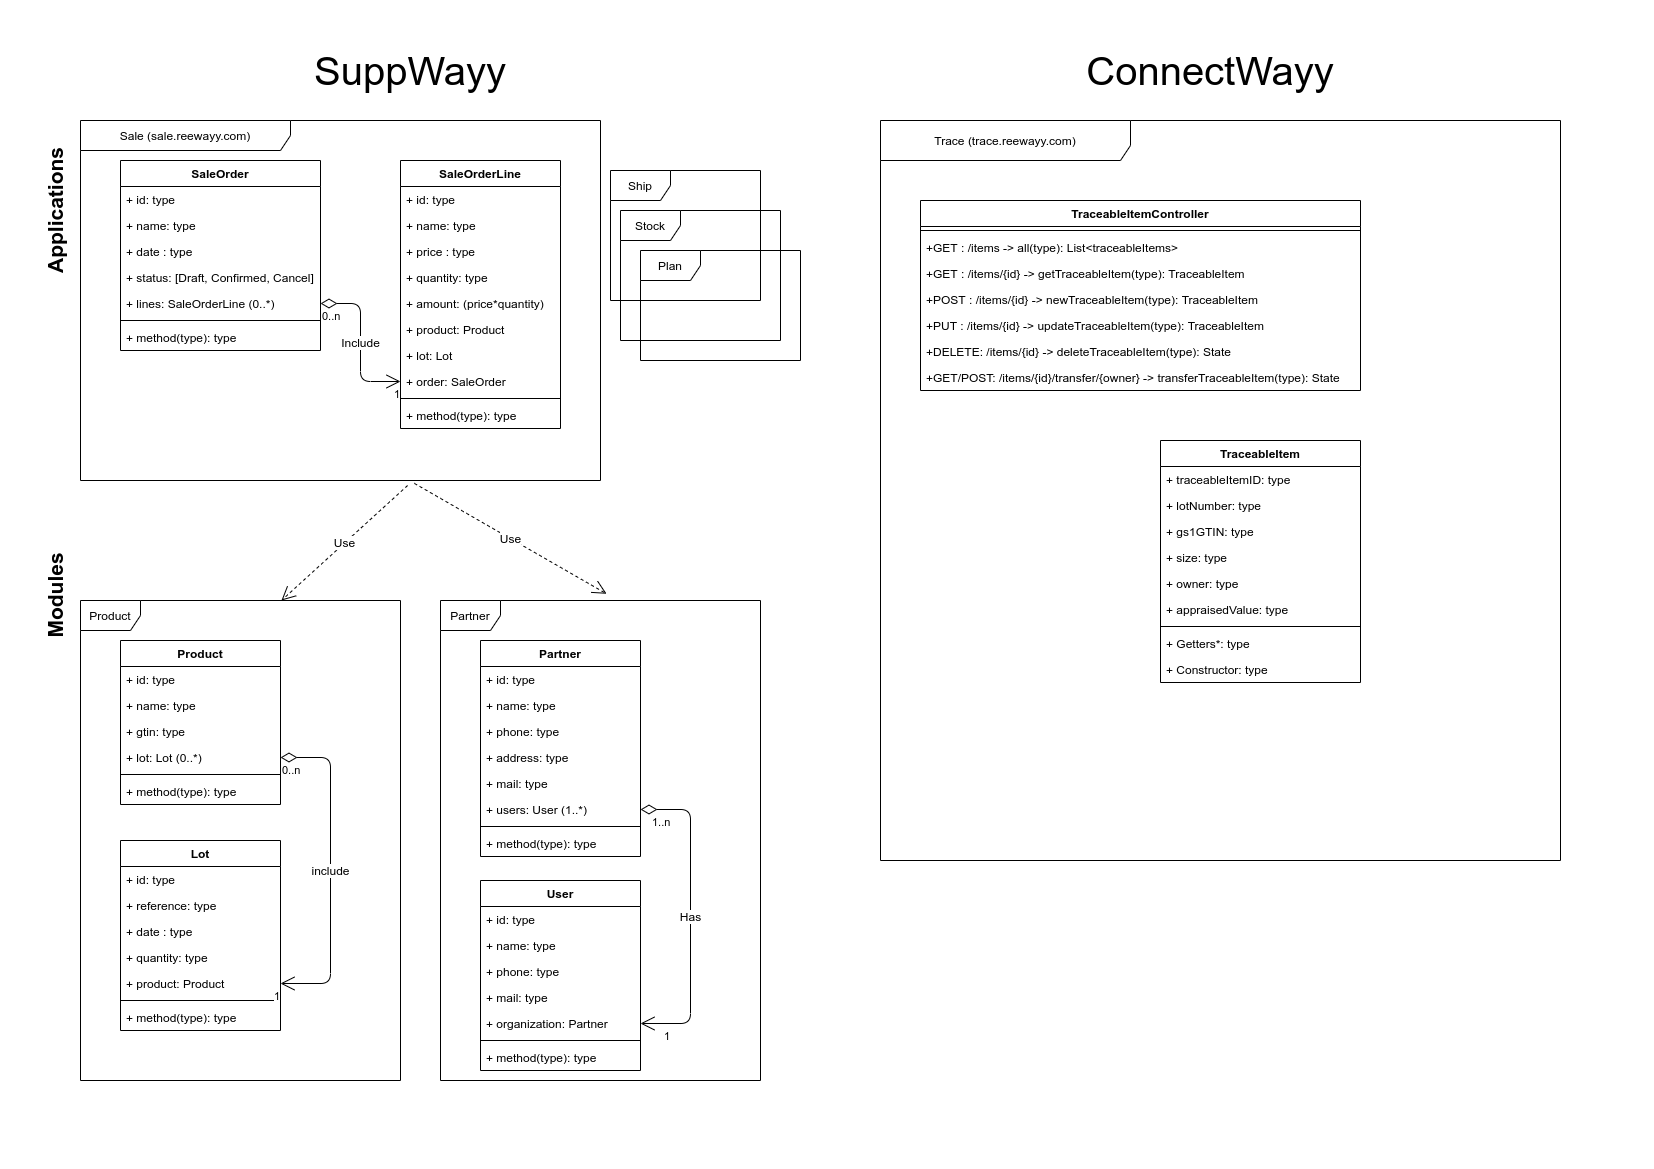 SuppWayy
ConnectWayy
Applications
Sale (sale.reewayy.com)
SaleOrder
+ id: type
+ name: type
+ date : type
+ status: [Draft, Confirmed, Cancel]
+ lines: SaleOrderLine (0..*)
+ method(type): type
0..n
Include
1
SaleOrderLine
+ id: type
+ name: type
+ price : type
+ quantity: type
+ amount: (price*quantity)
+ product: Product
+ lot: Lot
+ order: SaleOrder
+ method(type): type
Ship
Stock
Plan
Use
Use
Modules
Product
Product
+ id: type
+ name: type
+ gtin: type
+ lot: Lot (0..*)
+ method(type): type
0..n
include
Lot
+ id: type
+ reference: type
+ date : type
+ quantity: type
+ product: Product
1
+ method(type): type
Partner
Partner
+ id: type
+ name: type
+ phone: type
+ address: type
+ mail: type
+ users: User (1..*)
+ method(type): type
1..n
Has
User
+ id: type
+ name: type
+ phone: type
+ mail: type
+ organization: Partner
1
+ method(type): type
Trace (trace.reewayy.com)
TraceableItemController
+GET : /items -> all(type): List<traceableItems>
+GET : /items/{id} -> getTraceableItem(type): TraceableItem
+POST : /items/{id} -> newTraceableItem(type): TraceableItem
+PUT : /items/{id} -> updateTraceableItem(type): TraceableItem
+DELETE: /items/{id} -> deleteTraceableItem(type): State
+GET/POST: /items/{id}/transfer/{owner} -> transferTraceableItem(type): State
TraceableItem
+ traceableItemID: type
+ lotNumber: type
+ gs1GTIN: type
+ size: type
+ owner: type
+ appraisedValue: type
+ Getters*: type
+ Constructor: type